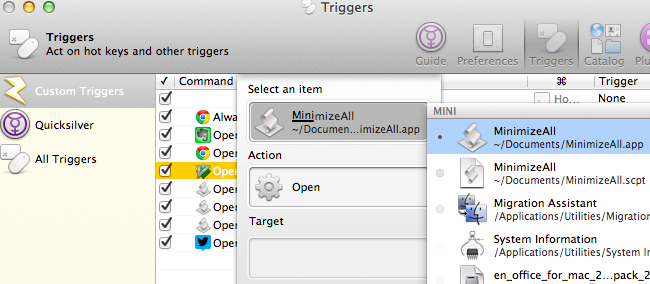 Triggers
Triggers
Act on hot keys and other triggers
Guide
Preferences
Triggers
Catalog
Custom Triggers
Quicksilver
All Triggers
✓ Command
⌘ Trigger
Ho... None
Open
Open
Open
Open
Open
Open
Select an item
MinimizeAll
~/Documen...imizeAll.app
Action
Open
Target
MINI
MinimizeAll
~/Documents/MinimizeAll.app
MinimizeAll
~/Documents/MinimizeAll.scpt
Migration Assistant
/Applications/Utilities/Migration
System Information
/Applications/Utilities/System In
en_office_for_mac_2...pack_2